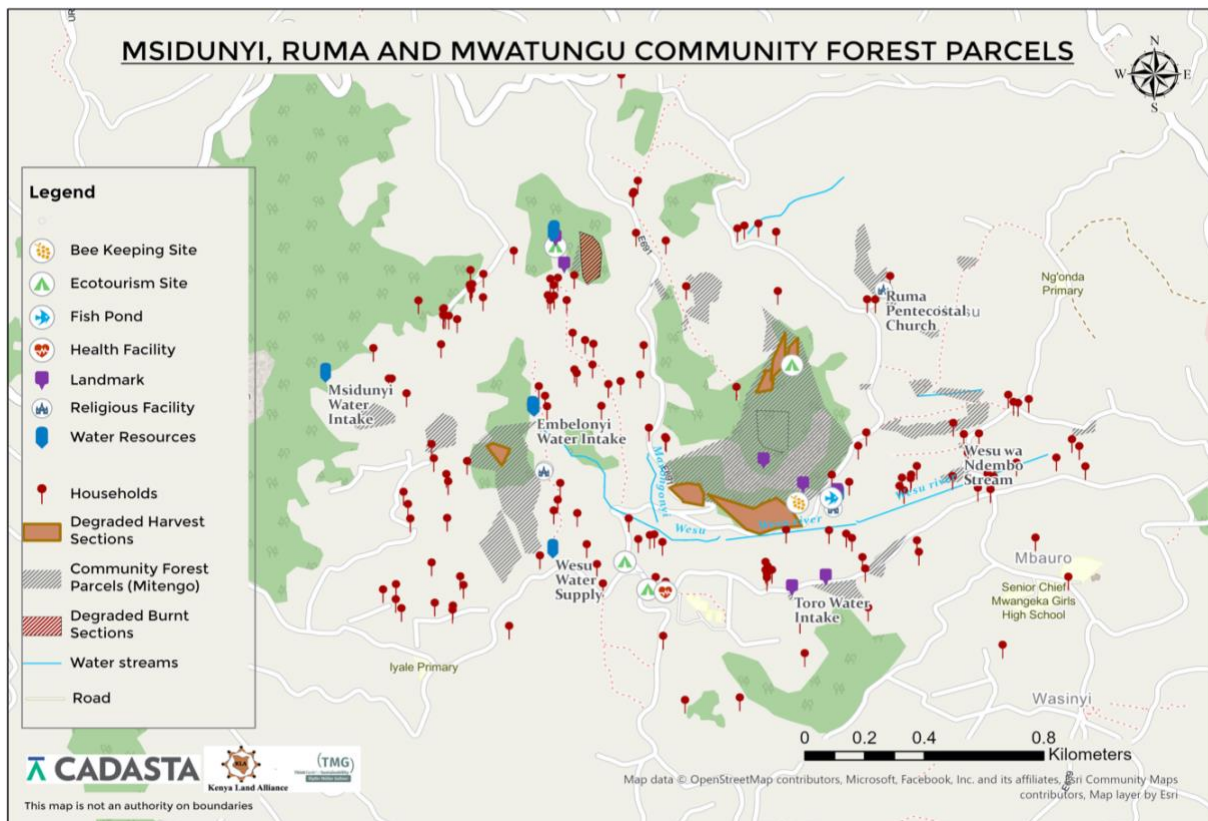 MSIDUNYI, RUMA AND MWATUNGU COMMUNITY FOREST PARCELS
N
W
E
S
Legend
Bee Keeping Site
Ecotourism Site
Fish Pond
Health Facility
Landmark
Religious Facility
Water Resources
Households
Degraded Harvest
Sections
Community Forest
Parcels (Mitengo)
Degraded Burnt
Sections
Water streams
Road
E691
Ng'onda
Primary
Ruma
Pentecostal
Church
Msidunyi
Water
Intake
Embelonyi
Water Intake
Wesu wa
Ndembo
Stream
Wesu river
Wesu
Wesu
Water
Supply
Toro Water
Intake
Mbauro
Senior Chief
Mwangeka Girls
High School
Iyale Primary
Wasinyi
0 0.2 0.4 0.8
Kilometers
CADASTA
KLA
Kenya Land Alliance
(TMG)
This map is not an authority on boundaries
Map data © OpenStreetMap contributors, Microsoft, Facebook, Inc. and its affiliates, Esri Community Maps
contributors, Map layer by Esri